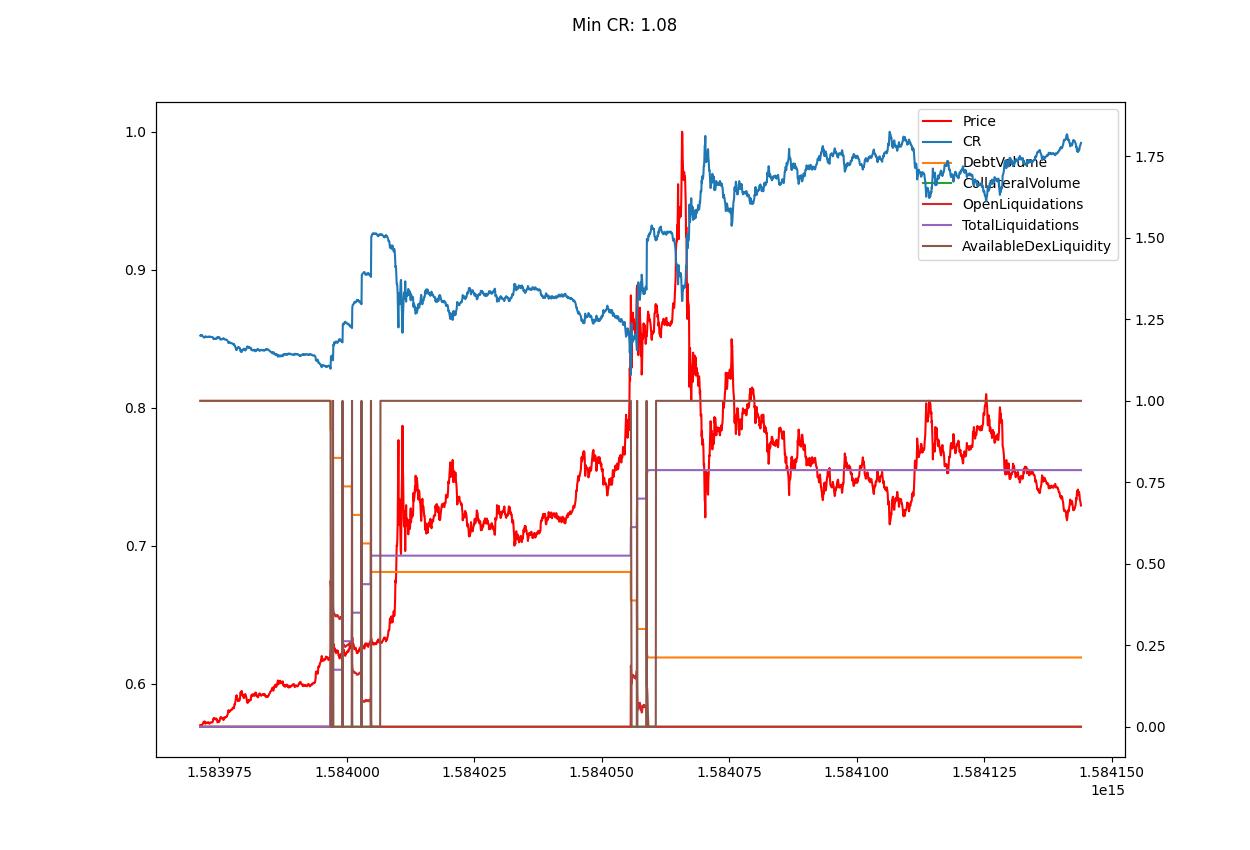 Min CR: 1.08
1.0
0.9
0.8
0.7
0.6
Price
CR
DebtVolume
CollateralVolume
OpenLiquidations
TotalLiquidations
AvailableDexLiquidity
1.75
1.50
1.25
1.00
0.75
0.50
0.25
0.00
1.583975 1.584000 1.584025 1.584050 1.584075 1.584100 1.584125 1.584150
1e15